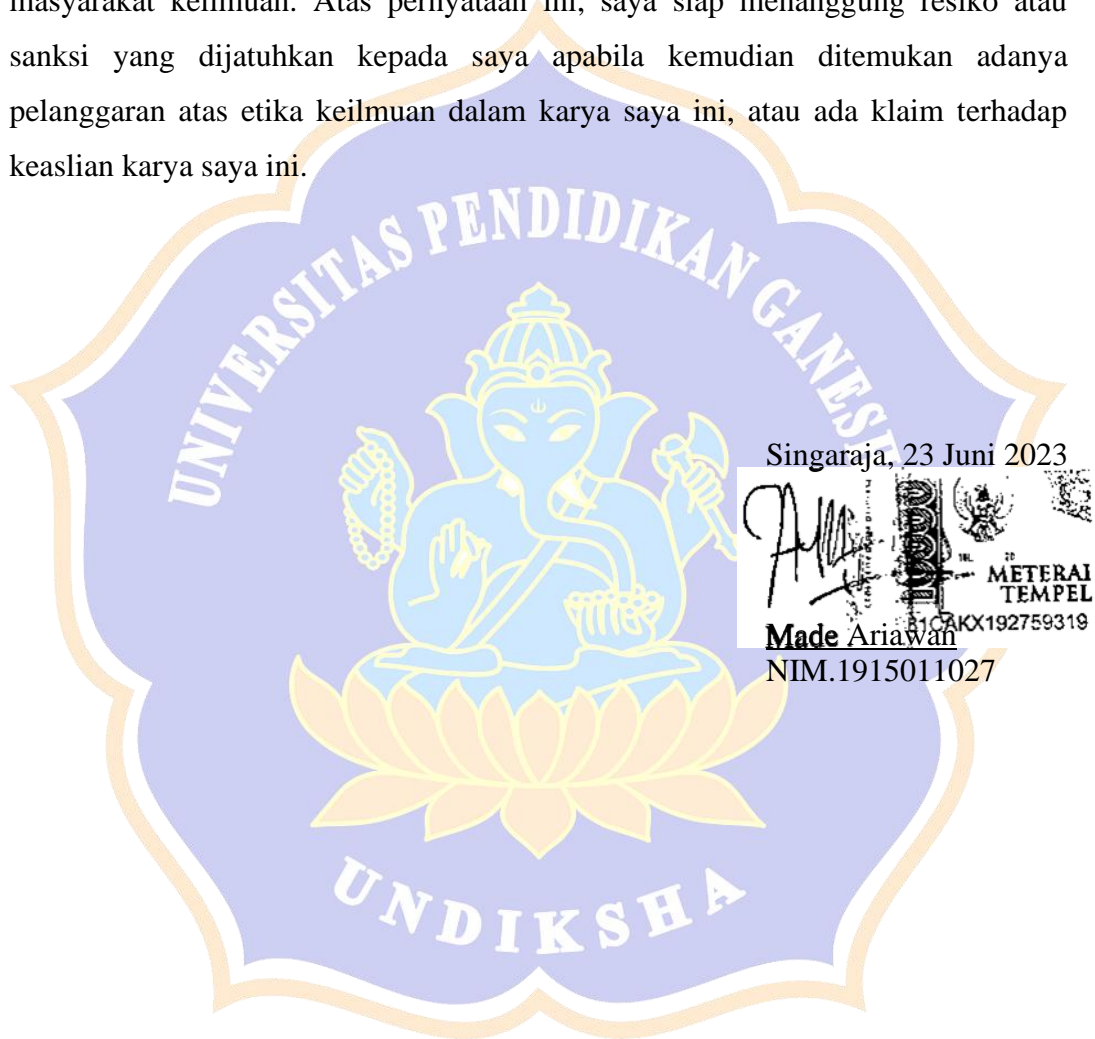 masyarakat keilmuan. Atas pernyataan ini, saya siap menanggung resiko atau
sanksi yang dijatuhkan kepada saya apabila kemudian ditemukan adanya
pelanggaran atas etika keilmuan dalam karya saya ini, atau ada klaim terhadap
keaslian karya saya ini.
UNIVERSITAS PENDIDIKAN GANESH
Singaraja, 23 Juni 2023
METERAI
TEMPEL
Made Ariawan
NIM.1915011027
UNDIKSHA